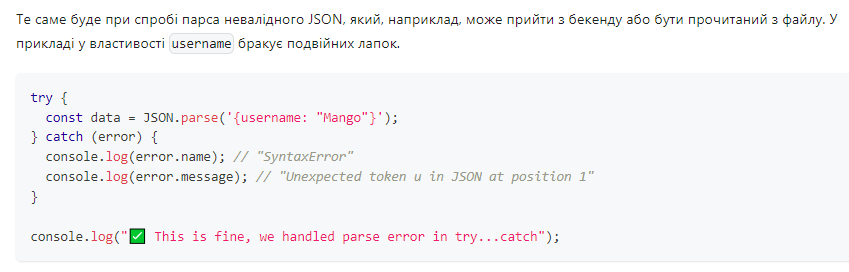 Те саме буде при спробі парса невалідного JSON, який, наприклад, може прийти з бекенду або бути прочитаний з файлу. У
прикладі у властивості username бракує подвійних лапок.
try {
  const data = JSON.parse('{username: "Mango"}');
} catch (error) {
  console.log(error.name); // "SyntaxError"
  console.log(error.message); // "Unexpected token u in JSON at position 1"
}
console.log("✅ This is fine, we handled parse error in try...catch");